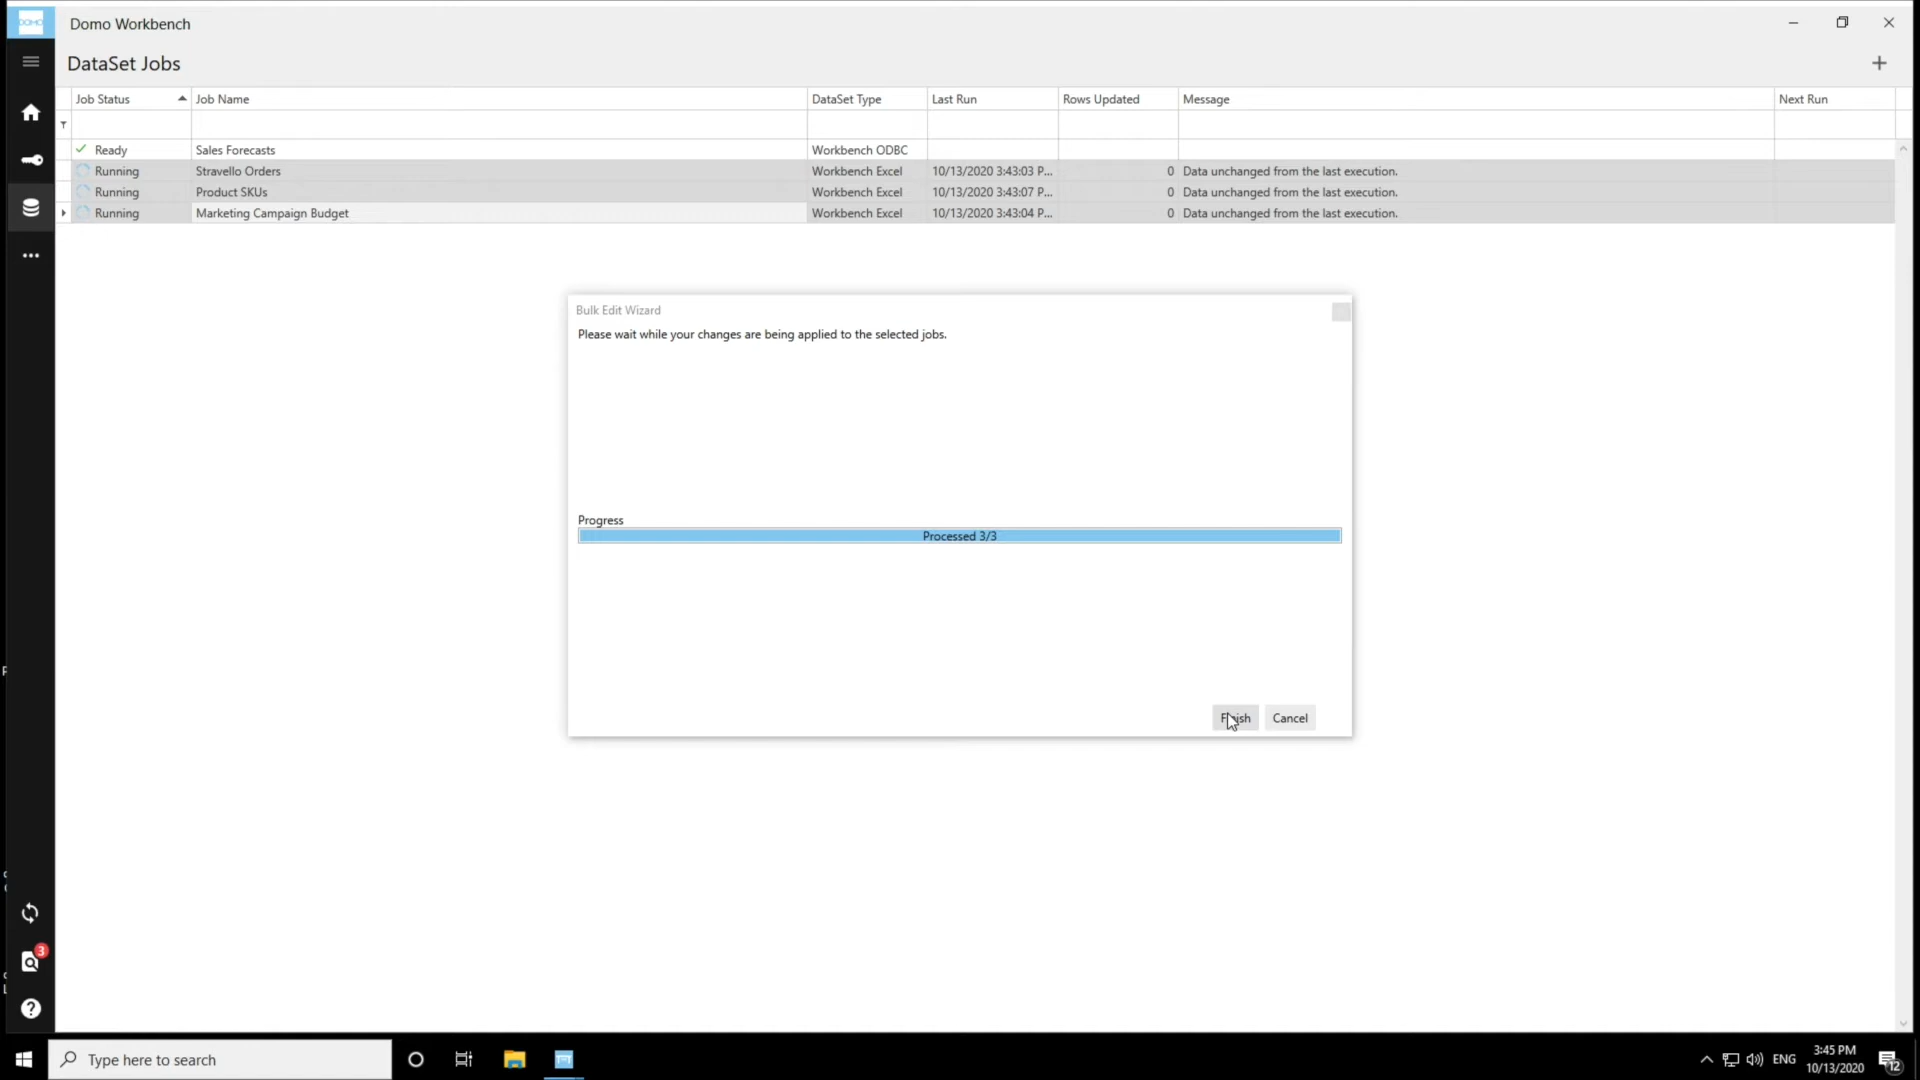 DOMO
Domo Workbench
DataSet Jobs
Job Status Job Name DataSet Type Last Run Rows Updated Message Next Run
Ready Sales Forecasts Workbench ODBC
Running Stravello Orders Workbench Excel 10/13/2020 3:43:03 P... 0 Data unchanged from the last execution.
Running Product SKUs Workbench Excel 10/13/2020 3:43:07 P... 0 Data unchanged from the last execution.
Running Marketing Campaign Budget Workbench Excel 10/13/2020 3:43:04 P... 0 Data unchanged from the last execution.
Bulk Edit Wizard
Please wait while your changes are being applied to the selected jobs.
Progress
Processed 3/3
Finish Cancel
3
Type here to search
ENG
3:45 PM
10/13/2020
12